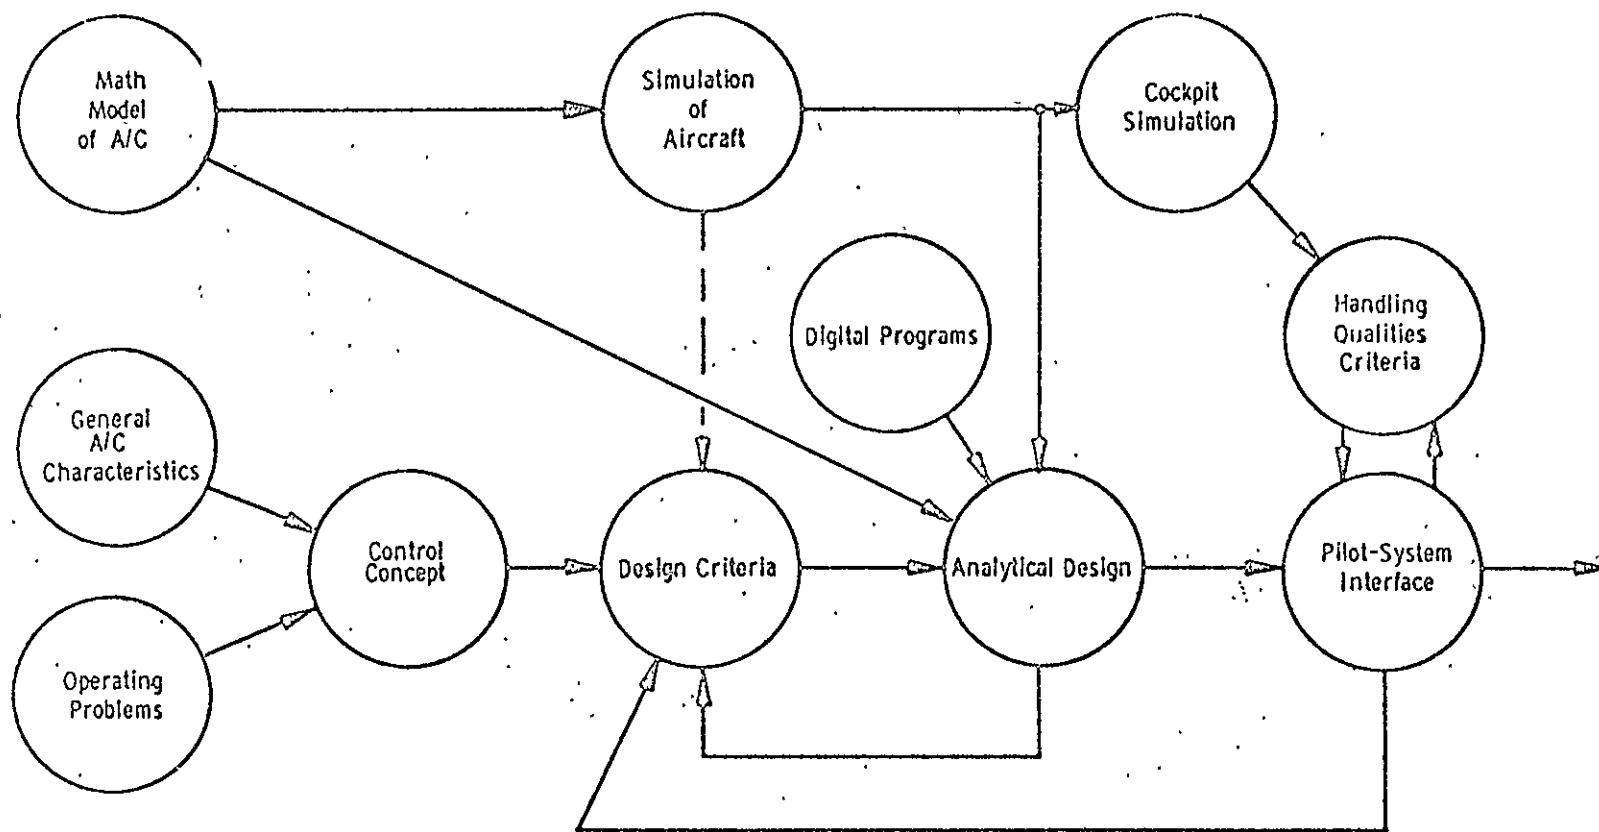 Math
Model
of A/C
Simulation
of
Aircraft
Cockpit
Simulation
Digital Programs
Handling
Qualities
Criteria
General
A/C
Characteristics
Control
Concept
Design Criteria
Analytical Design
Pilot-System
Interface
Operating
Problems